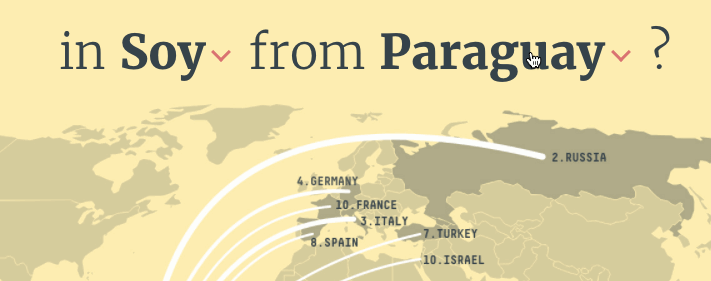 in Soy from Paraguay ?
2.RUSSIA
4.GERMANY
10.FRANCE
3.ITALY
7.TURKEY
8.SPAIN
10.ISRAEL